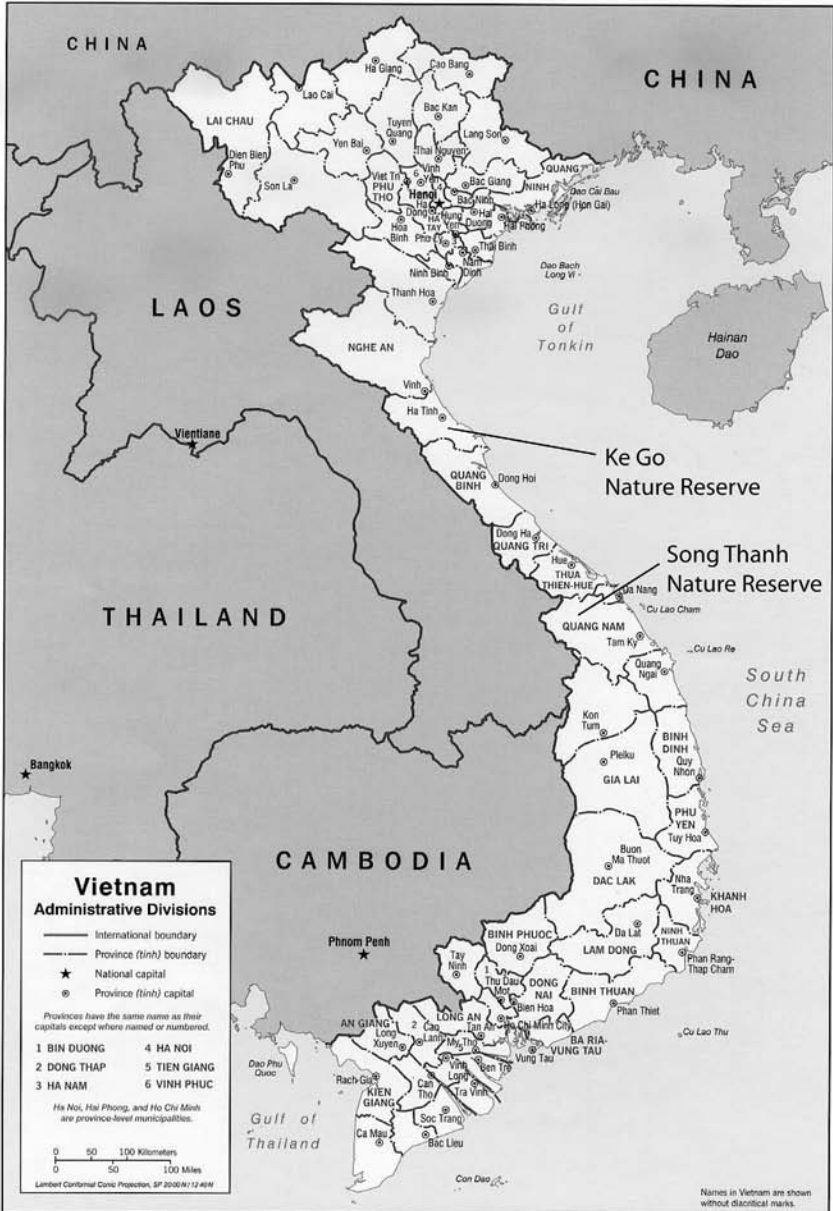 CHINA
CHINA
Ha Giang
Cao Bang
Lao Cai
LAI CHAU
Bac Kan
Tuyen
Quang
Lang Son
Yen Bai
Thai Nguyen
Dien Bien
Phu
Son La
Vinh
Yen
6
PHU
THO
Bac Giang
QUANG
NINH
Dao Cai Bau
Hanoi
4
Bac Ninh
Ha Long (Hon Gai)
Ha
Dong
HA
TAY
Hung
Yen
Hai
Duong
Hai Phong
Hoa
Binh
Phu Ly
3
Thai Binh
Nam
Dinh
Ninh Binh
Dao Bach
Long Vi
Thanh Hoa
LAOS
Gulf
of
Tonkin
Hainan
Dao
NGHE AN
Vinh
Ha Tinh
Vientiane
Ke Go
Nature Reserve
QUANG
BINH
Dong Hoi
Dong Ha
QUANG TRI
Hue
THUA
THIEN-HUE
Song Thanh
Nature Reserve
Da Nang
Cu Lao Cham
THAILAND
QUANG NAM
Tam Ky
Cu Lao Re
Quang
Ngai
South
China
Sea
Kon
Tum
BINH
DINH
Pleiku
Quy
Nhon
Bangkok
GIA LAI
PHU
YEN
Tuy Hoa
CAMBODIA
Buon
Ma Thuot
DAC LAK
Nha
Trang
KHANH
HOA
BINH PHUOC
Dong Xoai
Da Lat
NINH
THUAN
Phnom Penh
LAM DONG
Phan Rang-
Thap Cham
Tay
Ninh
1
Thu Dau
Mot
DONG
NAI
BINH THUAN
Bien Hoa
Phan Thiet
LONG AN
Ho Chi Minh City
AN GIANG
2
Cao
Lanh
Tan An
BA RIA-
VUNG TAU
Cu Lao Thu
Long
Xuyen
My Tho
Vung Tau
Dao Phu
Quoc
Vinh
Long
Ben Tre
Rach Gia
Can
Tho
Tra Vinh
KIEN
GIANG
Soc Trang
Gulf of
Thailand
Ca Mau
Bac Lieu
Con Dao
Vietnam
Administrative Divisions
International boundary
Province (tinh) boundary
National capital
Province (tinh) capital
Provinces have the same name as their
capitals except where named or numbered.
1 BIN DUONG 4 HA NOI
2 DONG THAP 5 TIEN GIANG
3 HA NAM 6 VINH PHUC
Ha Noi, Hai Phong, and Ho Chi Minh
are province-level municipalities.
0 50 100 Kilometers
0 50 100 Miles
Lambert Conformal Conic Projection,
Names in Vietnam are shown
without diacritical marks.